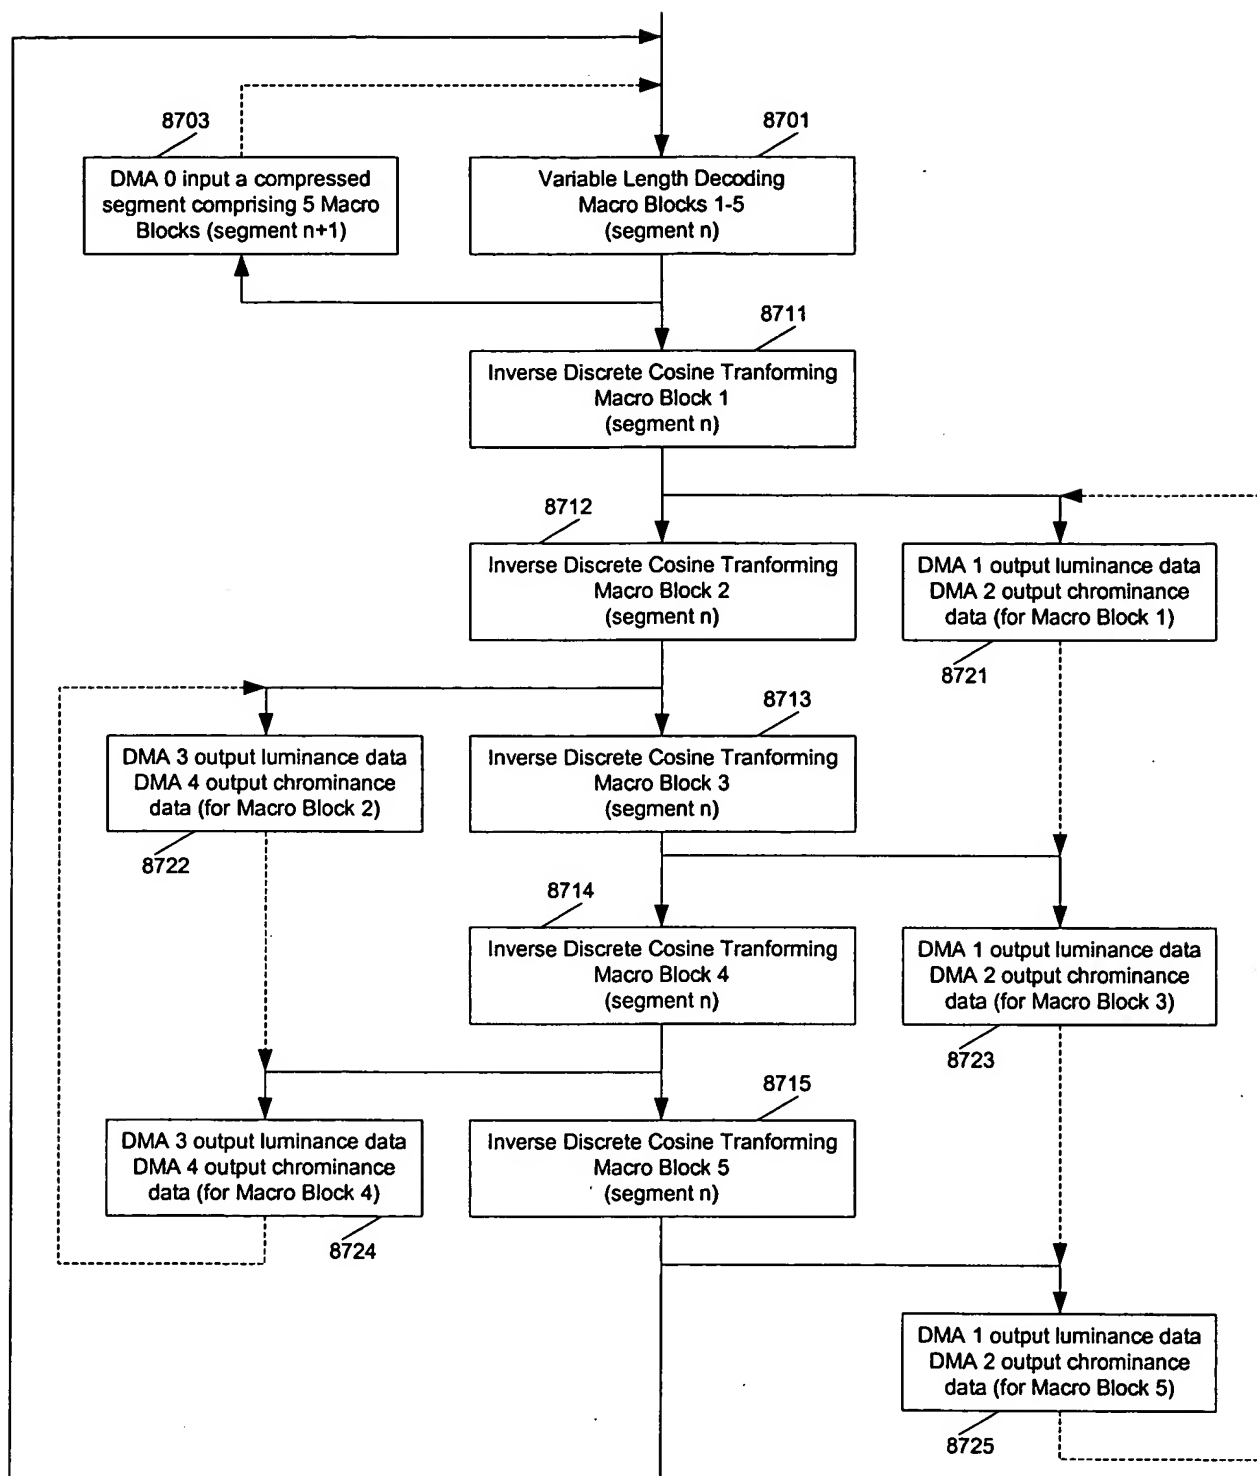 8703
8701
DMA 0 input a compressed
segment comprising 5 Macro
Blocks (segment n+1)
Variable Length Decoding
Macro Blocks 1-5
(segment n)
8711
Inverse Discrete Cosine Tranforming
Macro Block 1
(segment n)
8712
Inverse Discrete Cosine Tranforming
Macro Block 2
(segment n)
DMA 1 output luminance data
DMA 2 output chrominance
data (for Macro Block 1)
8721
8713
DMA 3 output luminance data
DMA 4 output chrominance
data (for Macro Block 2)
8722
Inverse Discrete Cosine Tranforming
Macro Block 3
(segment n)
8714
Inverse Discrete Cosine Tranforming
Macro Block 4
(segment n)
DMA 1 output luminance data
DMA 2 output chrominance
data (for Macro Block 3)
8723
8715
DMA 3 output luminance data
DMA 4 output chrominance
data (for Macro Block 4)
8724
Inverse Discrete Cosine Tranforming
Macro Block 5
(segment n)
DMA 1 output luminance data
DMA 2 output chrominance
data (for Macro Block 5)
8725